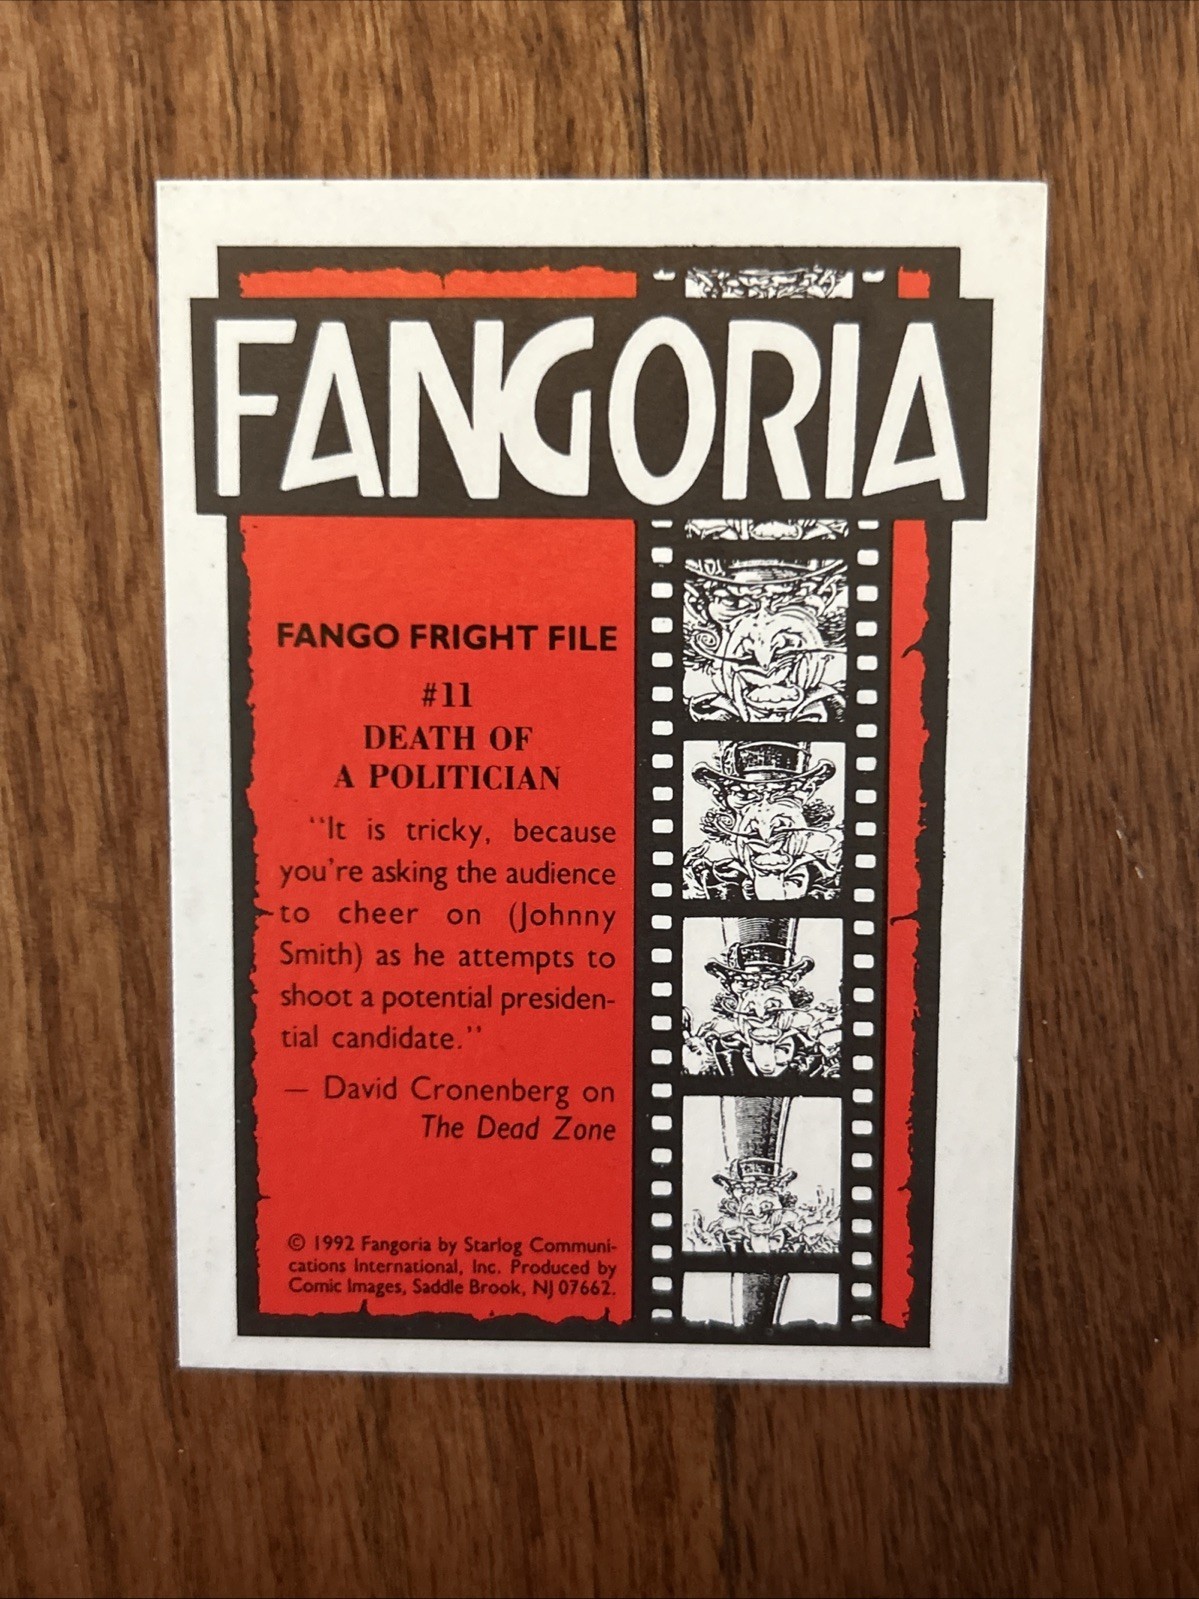 FANGORIA
FANGO FRIGHT FILE
#11
DEATH OF
A POLITICIAN
"It is tricky, because
you're asking the audience
to cheer on (Johnny
Smith) as he attempts to
shoot a potential presiden-
tial candidate."
— David Cronenberg on
The Dead Zone
© 1992 Fangoria by Starlog Communi-
cations International, Inc. Produced by
Comic Images, Saddle Brook, NJ 07662.